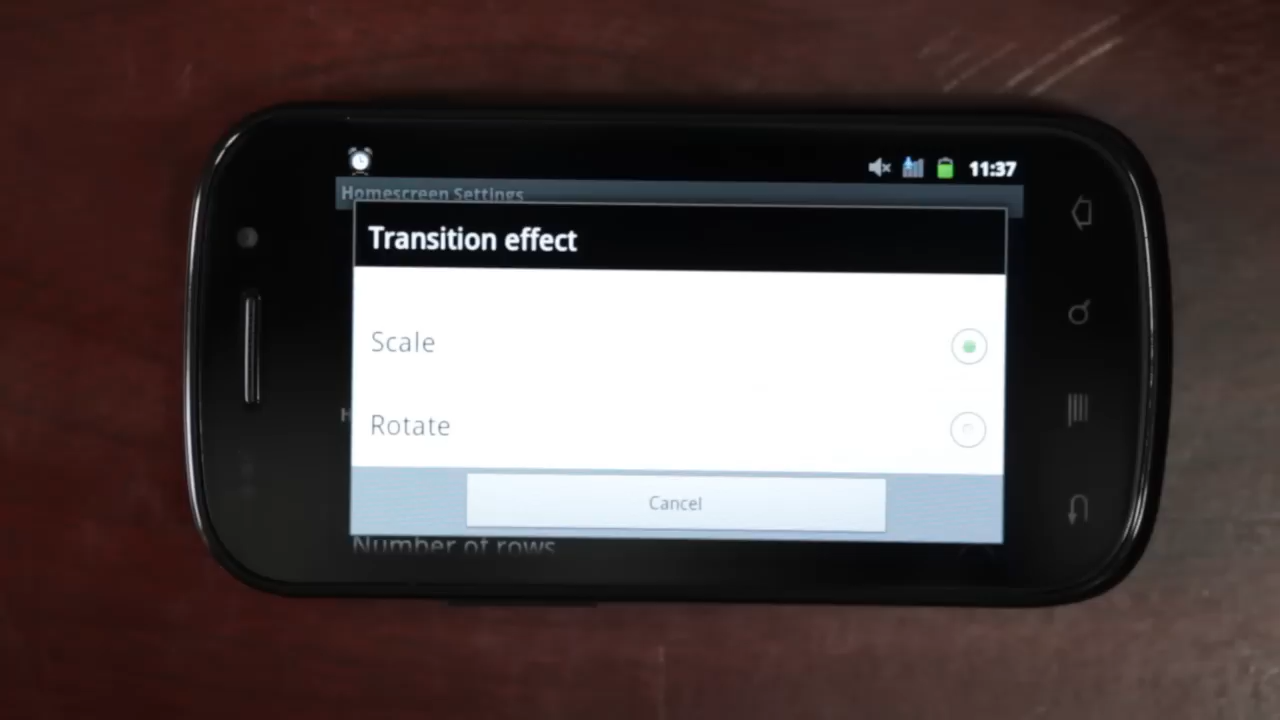 11:37
Homescreen Settings
Transition effect
Scale
Rotate
H
Cancel
Number of rows